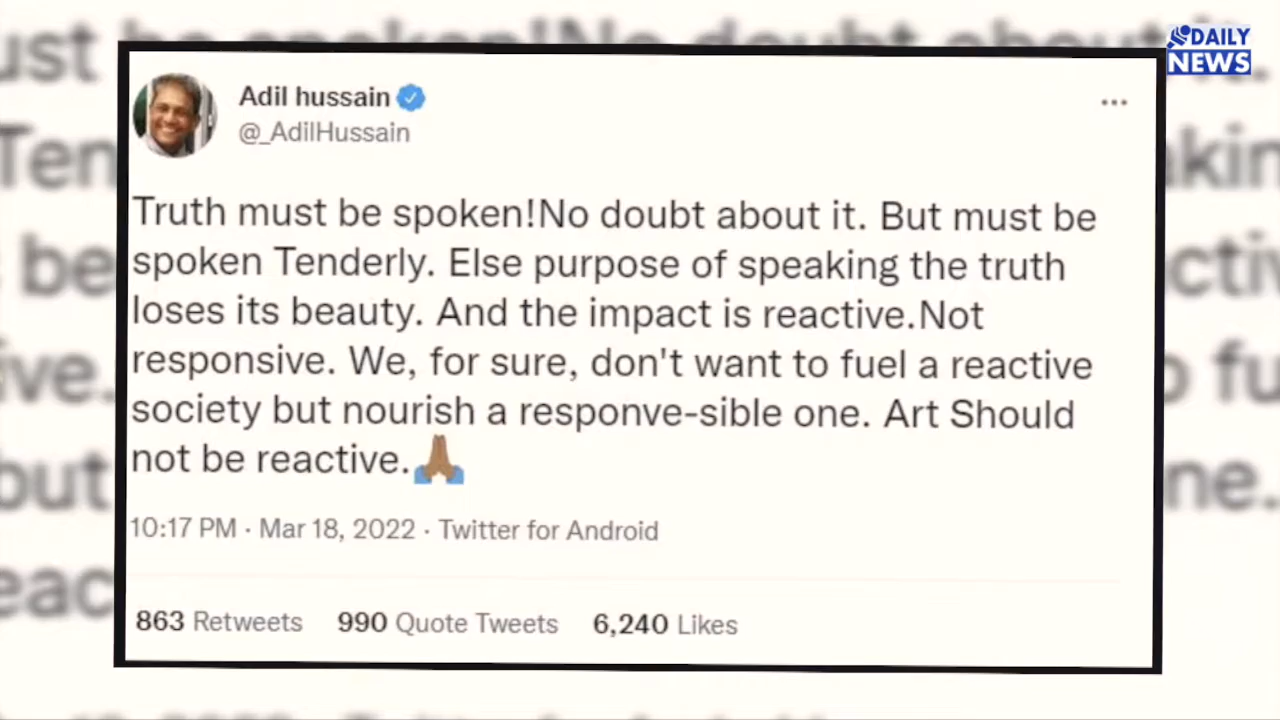 DAILY
NEWS
Adil hussain
@_AdilHussain
Truth must be spoken!No doubt about it. But must be
spoken Tenderly. Else purpose of speaking the truth
loses its beauty. And the impact is reactive.Not
responsive. We, for sure, don't want to fuel a reactive
society but nourish a responve-sible one. Art Should
not be reactive.🙏🏽
10:17 PM · Mar 18, 2022 · Twitter for Android
863 Retweets 990 Quote Tweets 6,240 Likes